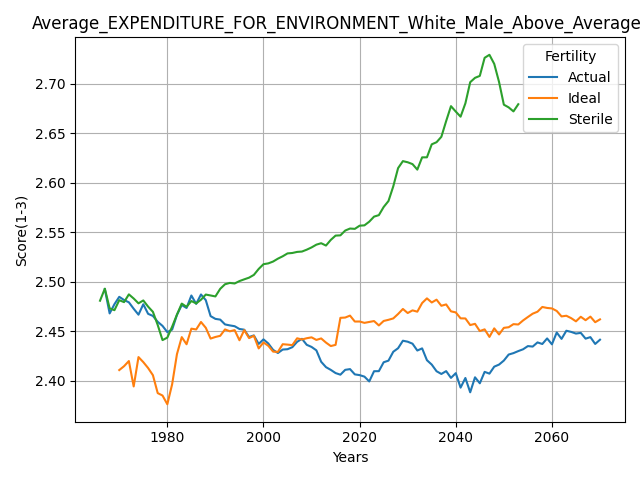 Average_EXPENDITURE_FOR_ENVIRONMENT_White_Male_Above_Average
Fertility
Actual
Ideal
Sterile
Score(1-3)
2.70
2.65
2.60
2.55
2.50
2.45
2.40
1980 2000 2020 2040 2060
Years